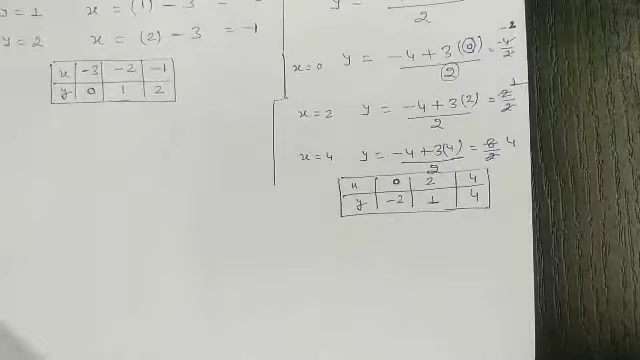 y = 1 x = (1) - 3
y = 2 x = (2) - 3 = -1
x -3 -2 -1
y 0 1 2
y =
2
x = 0 y = -4 + 3(0)/2 = -4/2 -2
x = 2 y = -4 + 3(2)/2 = 2/2 1
x = 4 y = -4 + 3(4)/2 = 8/2 4
x 0 2 4
y -2 1 4